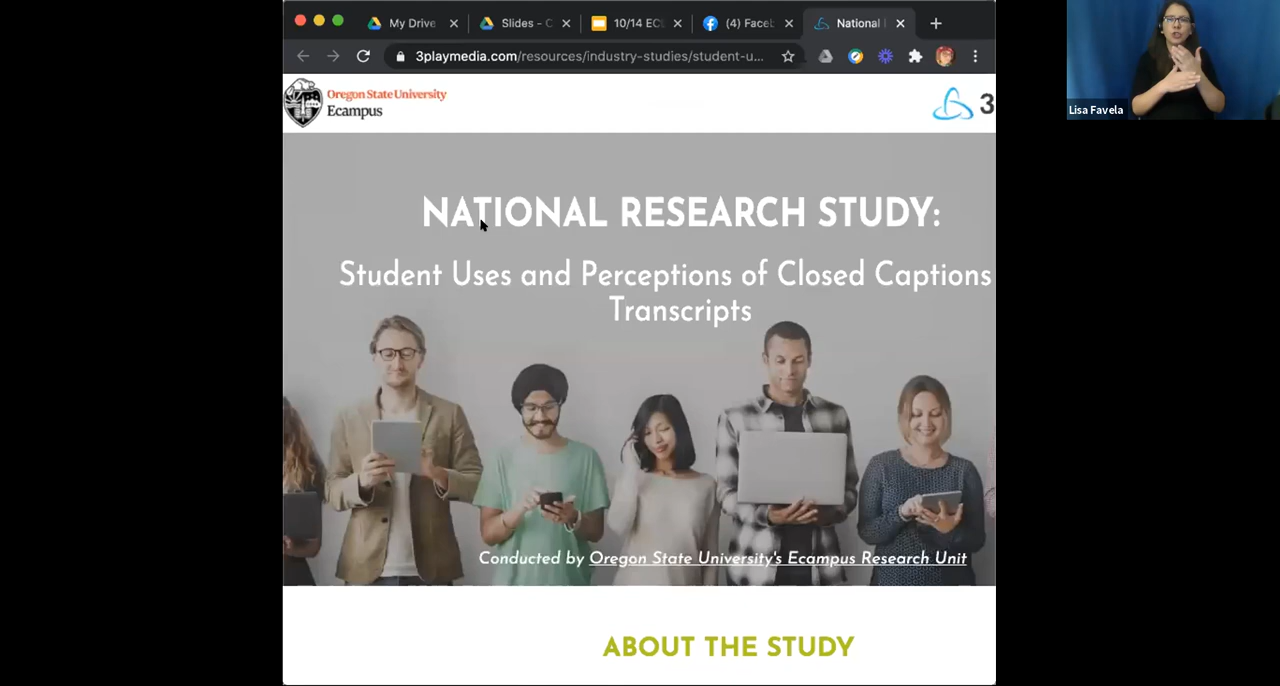 My Drive
Slides - C
10/14 EC
(4) Faceb
National
3playmedia.com/resources/industry-studies/student-u...
Lisa Favela
Oregon State University
Ecampus
3
NATIONAL RESEARCH STUDY:
Student Uses and Perceptions of Closed Captions
Transcripts
Conducted by Oregon State University's Ecampus Research Unit
ABOUT THE STUDY